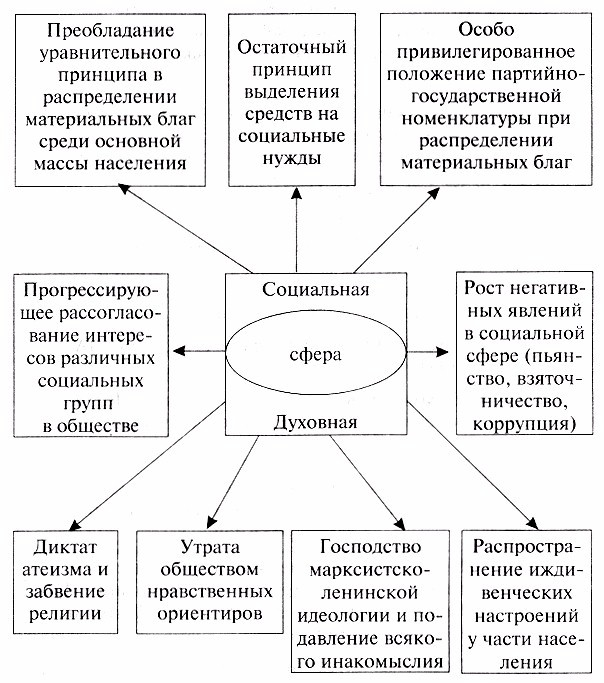 Преобладание
уравнительного
принципа в
распределении
материальных благ
среди основной
массы населения
Остаточный
принцип
выделения
средств на
социальные
нужды
Особо
привилегированное
положение партийно-
государственной
номенклатуры при
распределении
материальных благ
Прогрессирую-
щее рассогласо-
вание интере-
сов различных
социальных
групп
в обществе
Социальная
сфера
Духовная
Рост негатив-
ных явлений
в социальной
сфере (пьян-
ство, взяточ-
ничество,
коррупция)
Диктат
атеизма и
забвение
религии
Утрата
обществом
нравственных
ориентиров
Господство
марксистско-
ленинской
идеологии и по-
давление всяко-
го инакомыслия
Распростра-
нение ижди-
венческих
настроений
у части насе-
ления